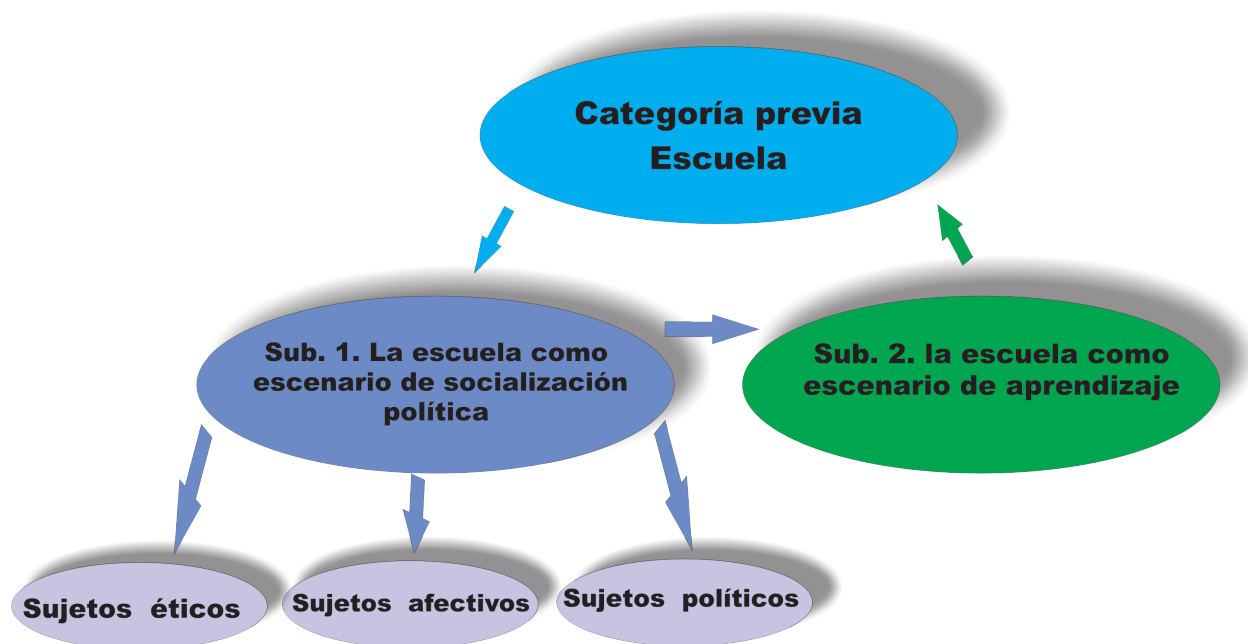 Categoría previa
Escuela
Sub. 1. La escuela como
escenario de socialización
política
Sub. 2. la escuela como
escenario de aprendizaje
Sujetos éticos
Sujetos afectivos
Sujetos políticos